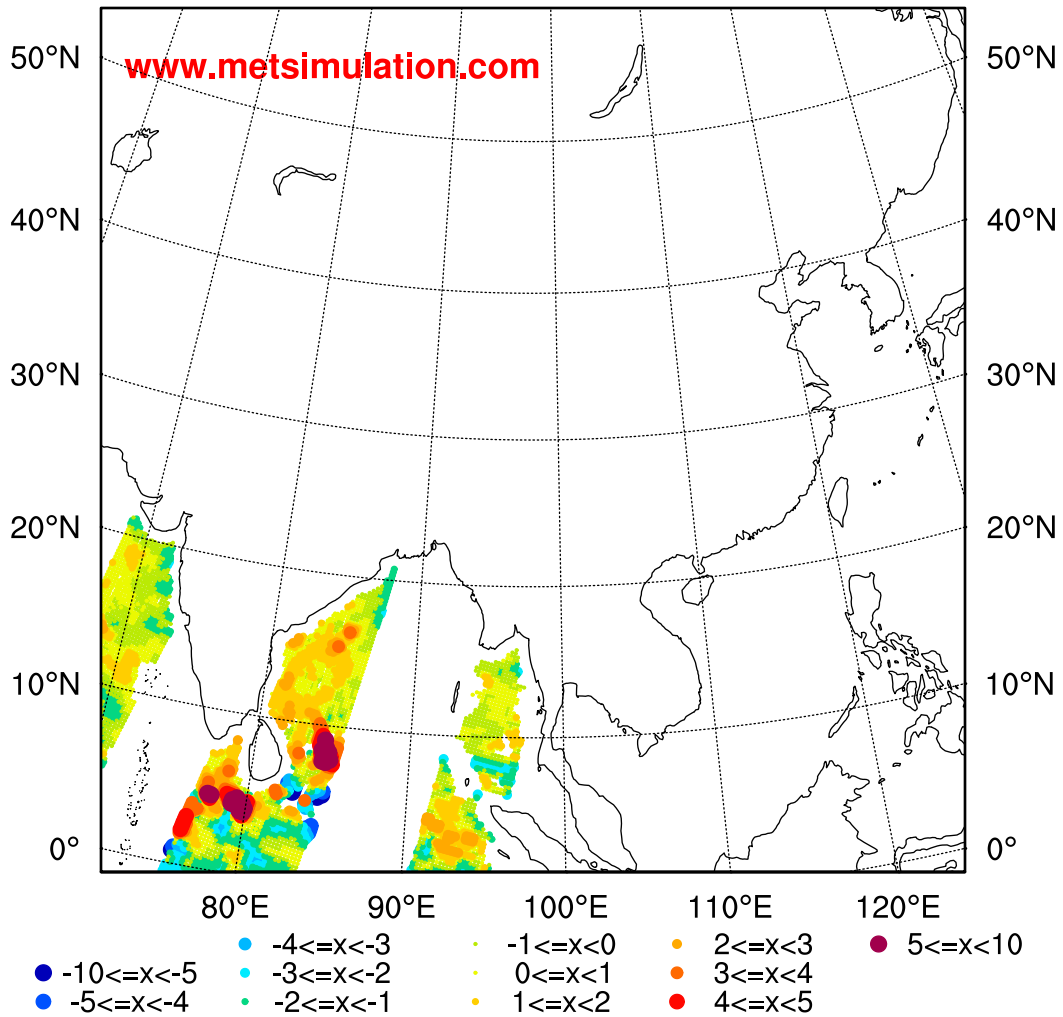 www.metsimulation.com
50°N 50°N
40°N 40°N
30°N 30°N
20°N 20°N
10°N 10°N
0° 0°
80°E 90°E 100°E 110°E 120°E
-4<=x<-3 -1<=x<0 2<=x<3 5<=x<10
-10<=x<-5 -3<=x<-2 0<=x<1 3<=x<4
-5<=x<-4 -2<=x<-1 1<=x<2 4<=x<5